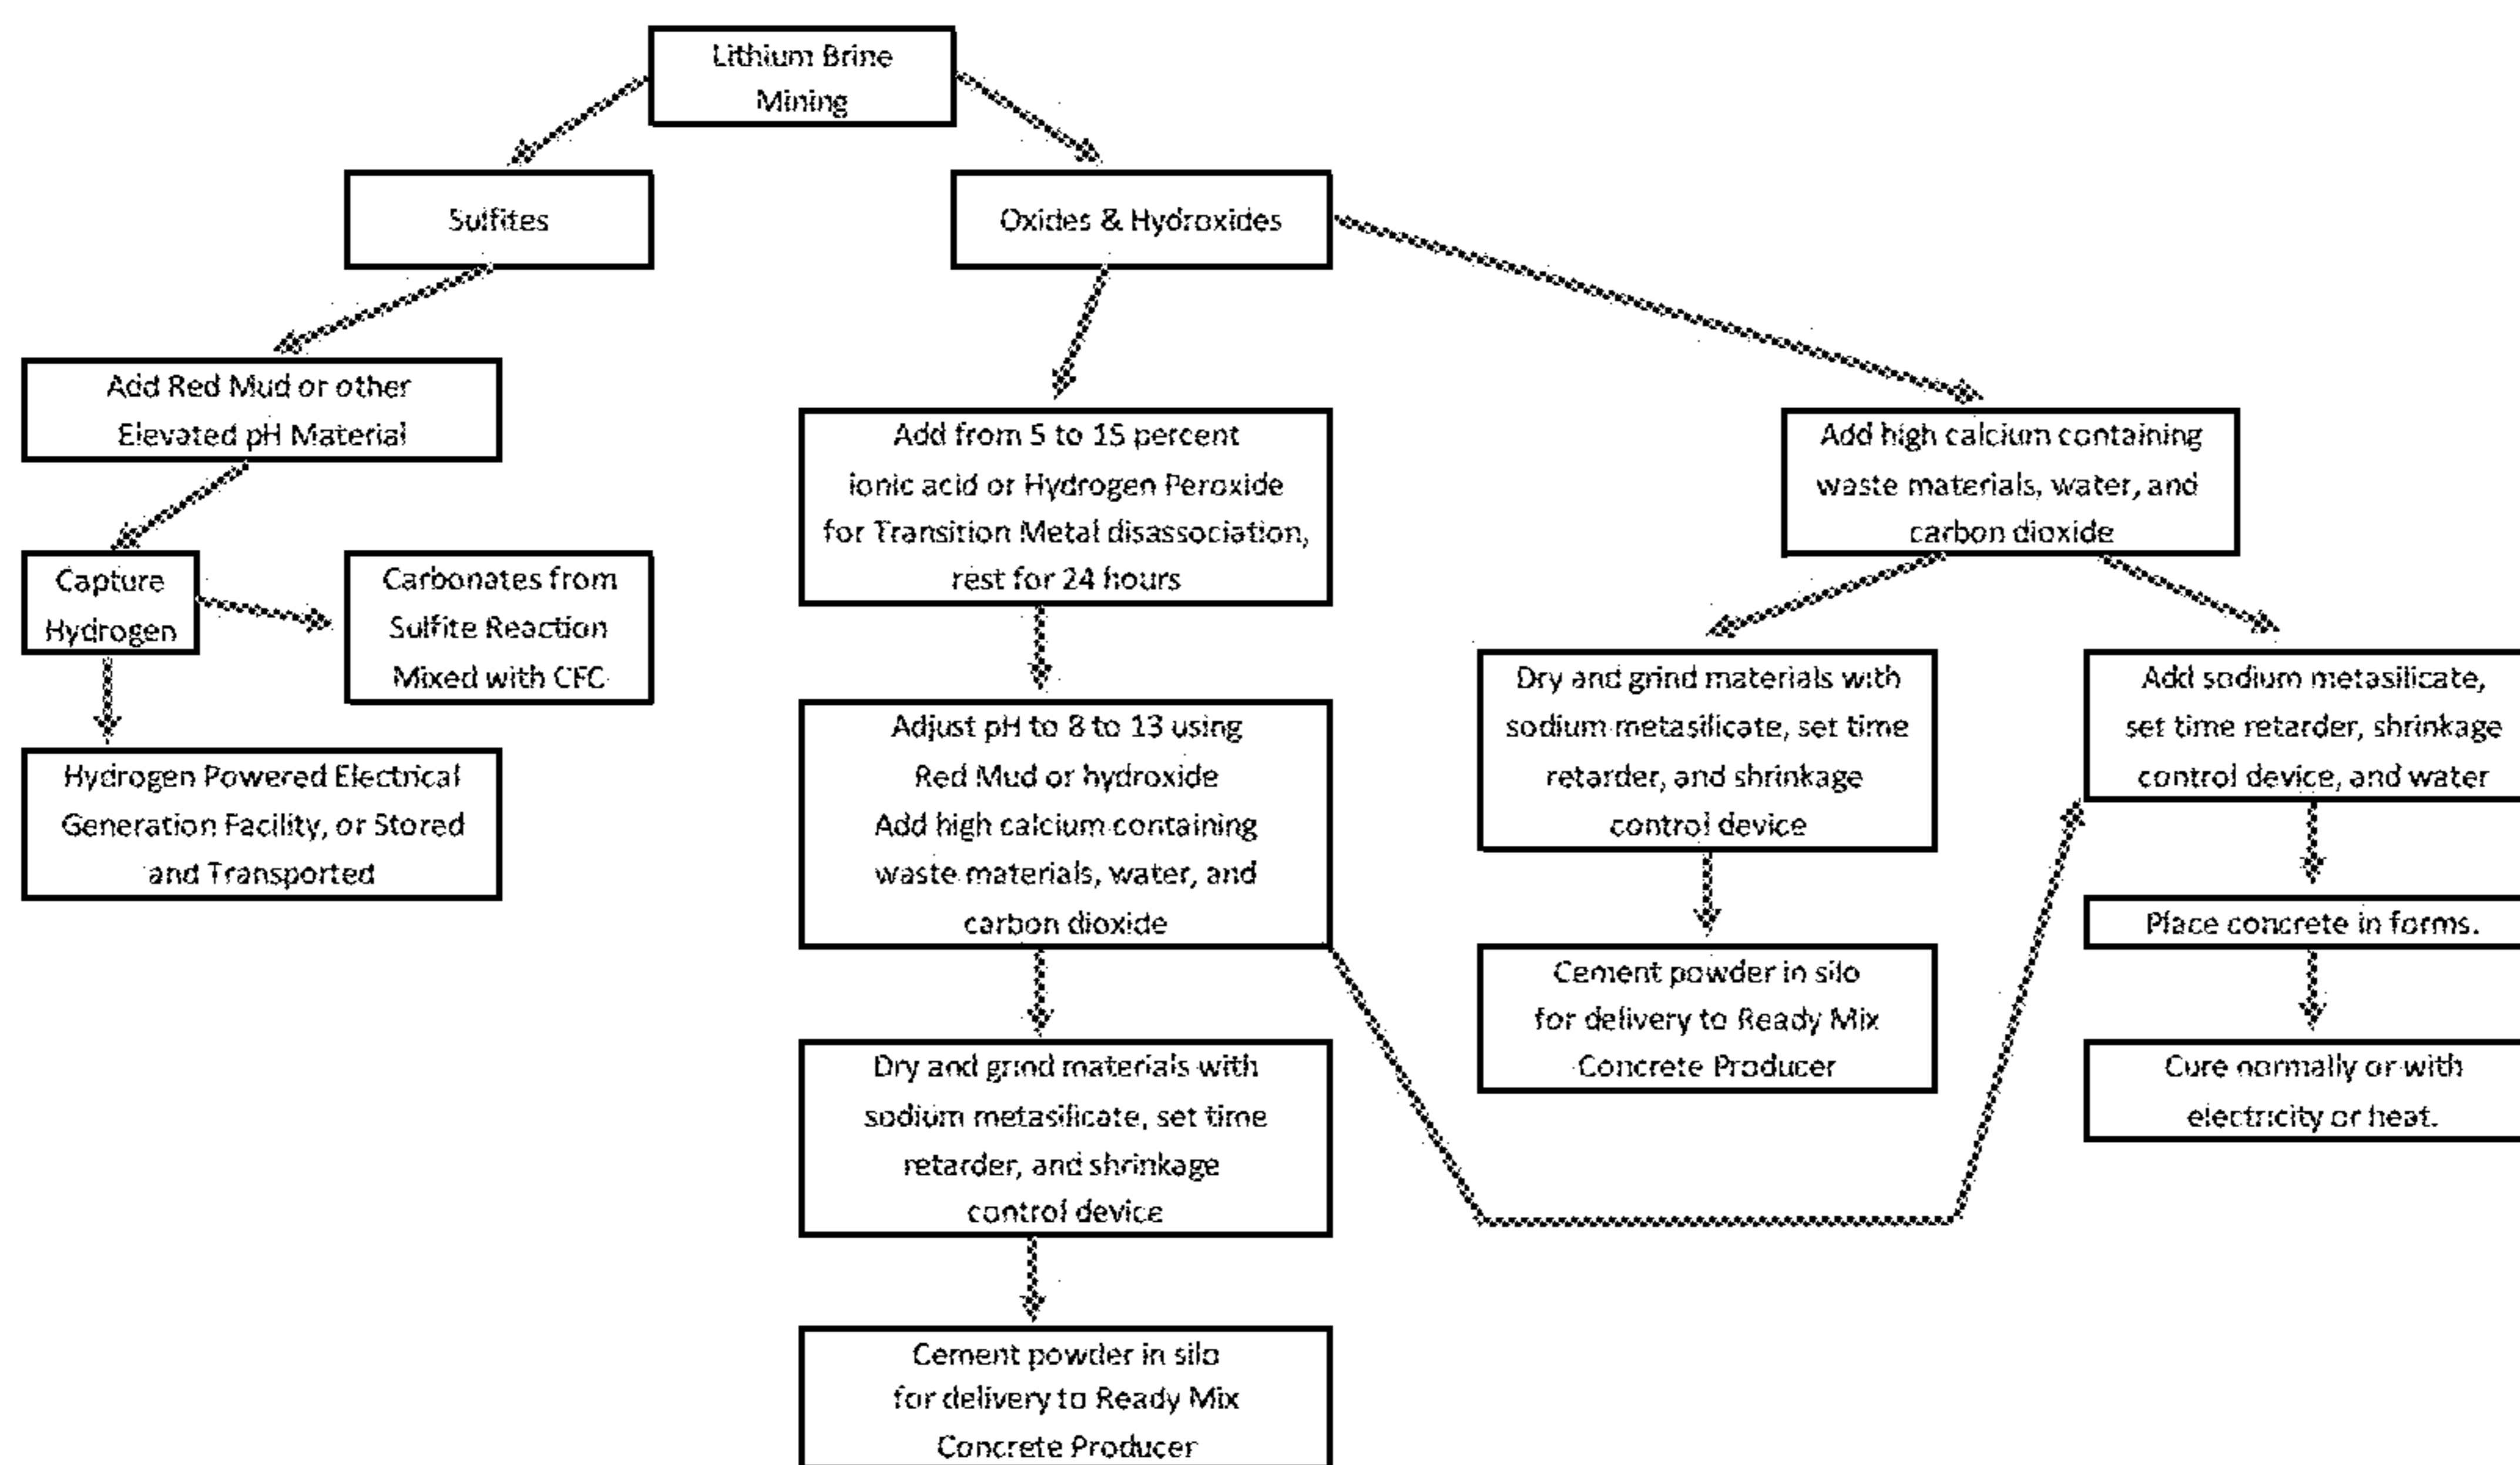 Lithium Brine
Mining
Sulfites
Oxides & Hydroxides
Add Red Mud or other
Elevated pH Material
Add from 5 to 15 percent
ionic acid or Hydrogen Peroxide
for Transition Metal disassociation,
rest for 24 hours
Add high calcium containing
waste materials, water, and
carbon dioxide
Capture
Hydrogen
Carbonates from
Sulfite Reaction
Mixed with CFC
Hydrogen Powered Electrical
Generation Facility, or Stored
and Transported
Adjust pH to 8 to 13 using
Red Mud or hydroxide
Add high calcium containing
waste materials, water, and
carbon dioxide
Dry and grind materials with
sodium metasilicate, set time
retarder, and shrinkage
control device
Add sodium metasilicate,
set time retarder, shrinkage
control device, and water
Cement powder in silo
for delivery to Ready Mix
Concrete Producer
Place concrete in forms.
Cure normally or with
electricity or heat.
Dry and grind materials with
sodium metasilicate, set time
retarder, and shrinkage
control device
Cement powder in silo
for delivery to Ready Mix
Concrete Producer